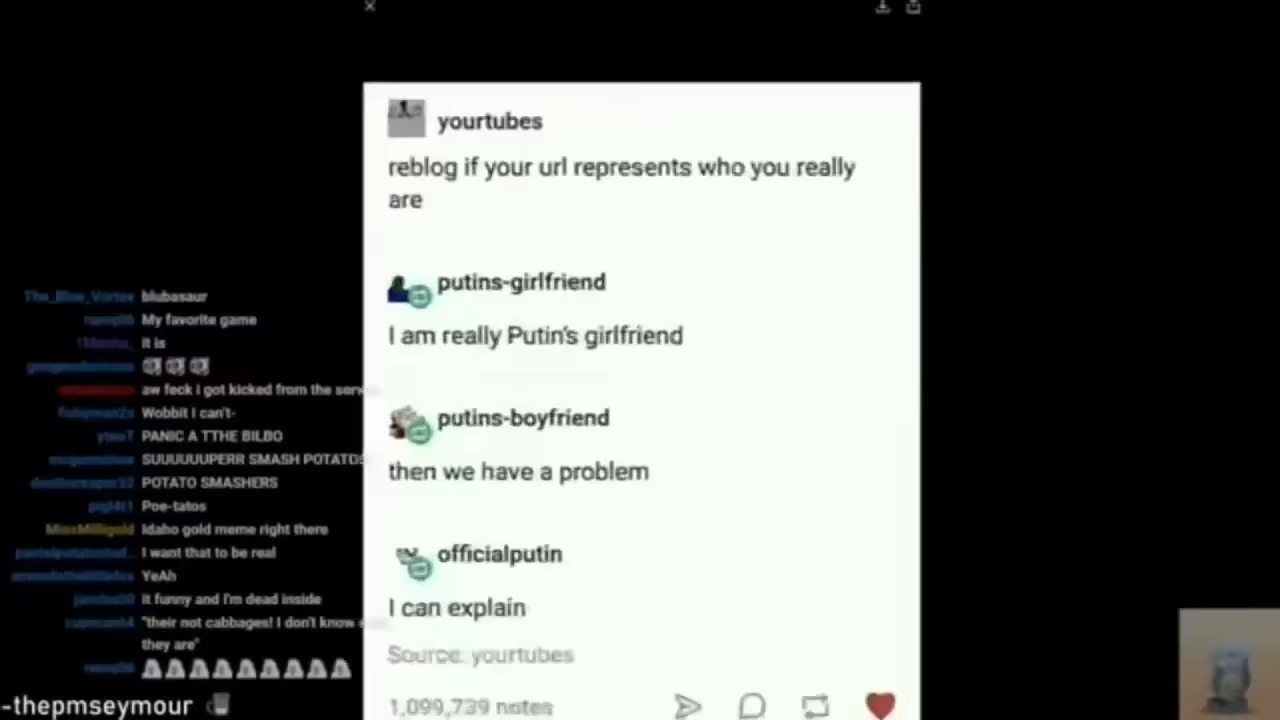 yourtubes
reblog if your url represents who you really
are
putins-girlfriend
I am really Putin's girlfriend
putins-boyfriend
then we have a problem
officialputin
I can explain
Source: yourtubes
1,099,739 notes
The_Blue_Vortex blubasaur
My favorite game
It is
aw feck i got kicked from the serv
Wobbit I can't-
PANIC A TTHE BILBO
SUUUUUUPERR SMASH POTATOS
POTATO SMASHERS
Poe-tatos
Idaho gold meme right there
I want that to be real
YeAh
it funny and I'm dead inside
"their not cabbages! I don't know
they are"
-thepmseymour